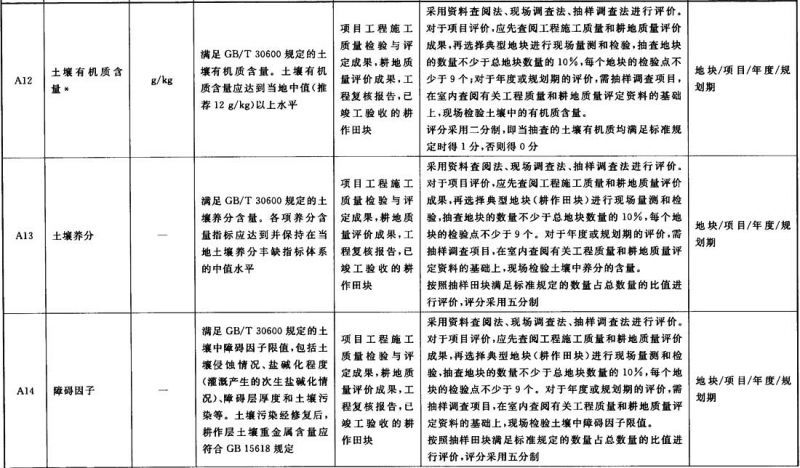 A12
土壤有机质含
量*
g/kg
满足 GB/T 30600 规定的土
壤有机质含量。土壤有机
质含量应达到当地中值(推
荐 12 g/kg)以上水平
项目工程施工
质量检验与评
定成果,耕地质
量评价成果,工
程复核报告,已
竣工验收的耕
作田块
采用资料查阅法、现场调查法、抽样调查法进行评价。
对于项目评价,应先查阅工程施工质量和耕地质量评价
成果,再选择典型地块进行现场量测和检验,抽查地块
的数量不少于总地块数量的 10%,每个地块的检验点不
少于 9 个;对于年度或规划期的评价,需抽样调查项目,
在室内查阅有关工程质量和耕地质量评定资料的基础
上,现场检验土壤中的有机质含量。
评分采用二分制,即当抽查的土壤有机质均满足标准规
定时得 1 分,否则得 0 分
地块/项目/年度/规
划期
A13
土壤养分
—
满足 GB/T 30600 规定的土
壤养分含量。各项养分含
量指标应达到并保持在当
地土壤养分丰缺指标体系
的中值水平
项目工程施工
质量检验与评
定成果,耕地质
量评价成果,工
程复核报告,已
竣工验收的耕
作田块
采用资料查阅法、现场调查法、抽样调查法进行评价。
对于项目评价,应先查阅工程施工质量和耕地质量评价
成果,再选择典型地块(耕作田块)进行现场量测和检
验,抽查地块的数量不少于总地块数量的 10%,每个地
块的检验点不少于 9 个。对于年度或规划期的评价,需
抽样调查项目,在室内查阅有关工程质量和耕地质量评
定资料的基础上,现场检验土壤中养分的含量。
按照抽样田块满足标准规定的数量占总数量的比值进
行评价,评分采用五分制
地块/项目/年度/规
划期
A14
障碍因子
—
满足 GB/T 30600 规定的土
壤中障碍因子限值,包括土
壤侵蚀情况、盐碱化程度
(灌溉产生的次生盐碱化情
况)、障碍层厚度和土壤污
染等。土壤污染经修复后,
耕作层土壤重金属含量应
符合 GB 15618 规定
项目工程施工
质量检验与评
定成果,耕地质
量评价成果,工
程复核报告,已
竣工验收的耕
作田块
采用资料查阅法、现场调查法、抽样调查法进行评价。
对于项目评价,应先查阅工程施工质量和耕地质量评价
成果,再选择典型地块(耕作田块)进行现场量测和检
验,抽查地块的数量不少于总地块数量的 10%,每个地
块的检验点不少于 9 个。对于年度或规划期的评价,需
抽样调查项目,在室内查阅有关工程质量和耕地质量评
定资料的基础上,现场检验土壤中障碍因子限值。
按照抽样田块满足标准规定的数量占总数量的比值进
行评价,评分采用五分制
地块/项目/年度/规
划期